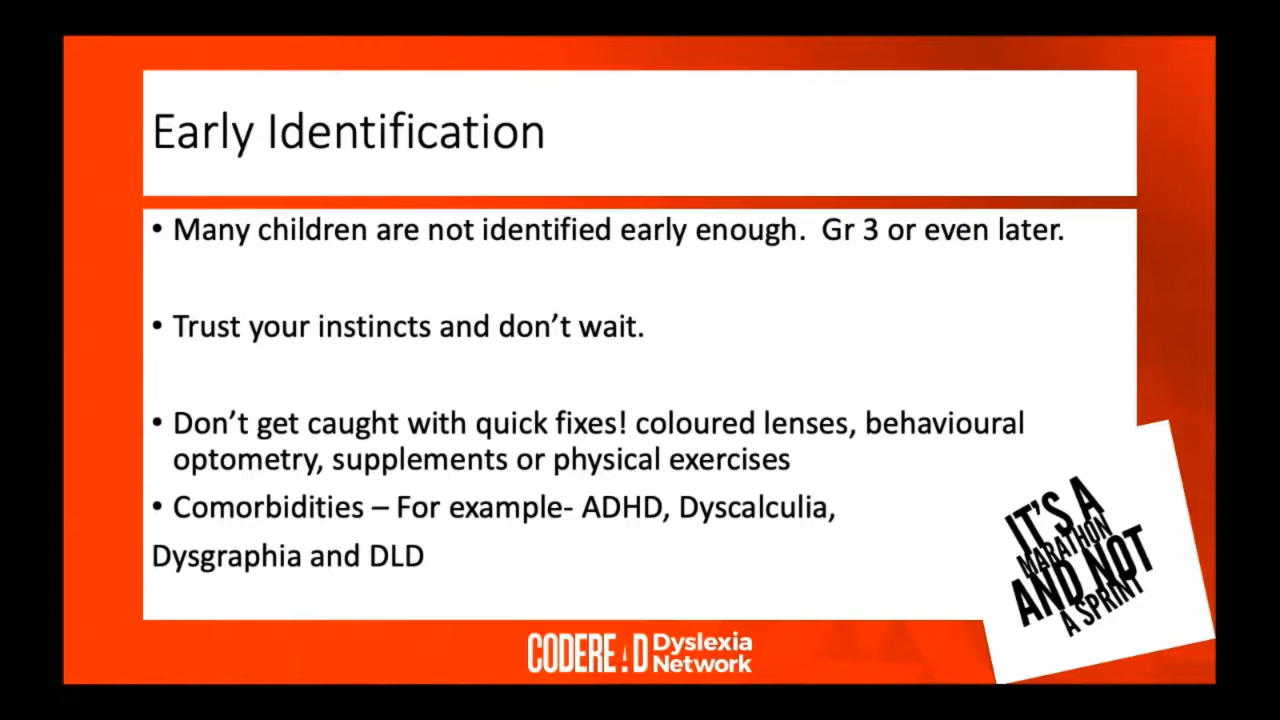 Early Identification
• Many children are not identified early enough.  Gr 3 or even later.
• Trust your instincts and don’t wait.
• Don’t get caught with quick fixes! coloured lenses, behavioural
optometry, supplements or physical exercises
• Comorbidities – For example- ADHD, Dyscalculia,
Dysgraphia and DLD
IT'S A
MARATHON
AND NOT
A SPRINT
CODEREAD Dyslexia
Network